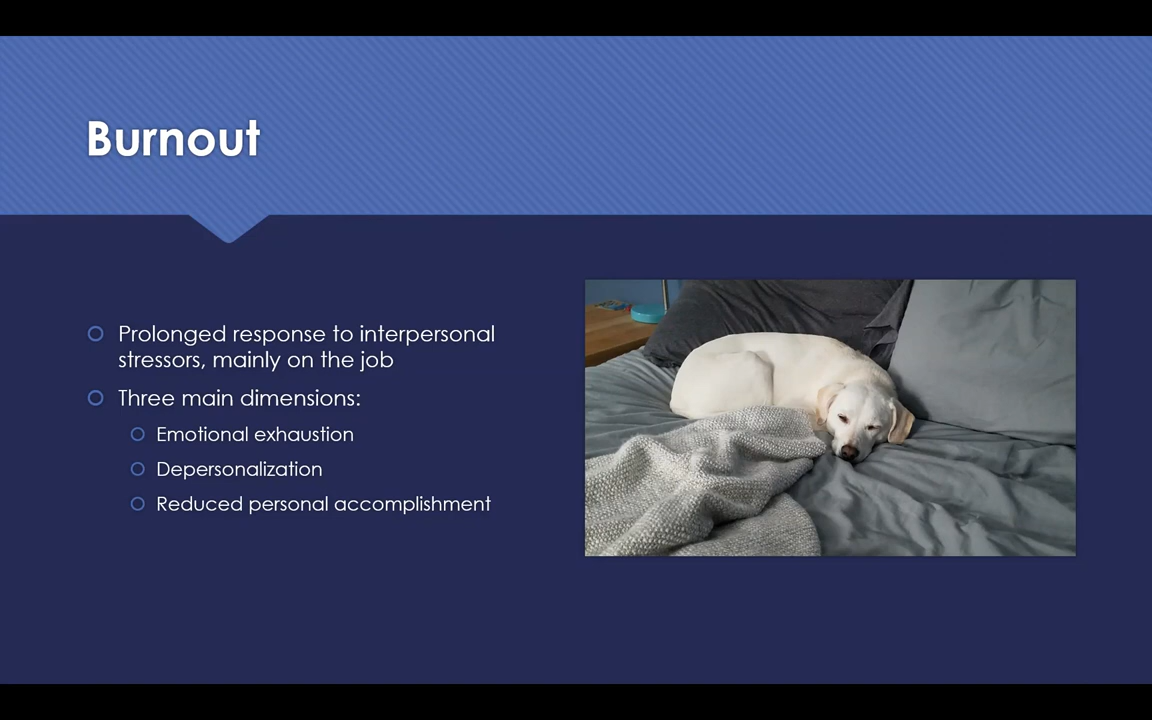 Burnout
Prolonged response to interpersonal
stressors, mainly on the job
Three main dimensions:
Emotional exhaustion
Depersonalization
Reduced personal accomplishment